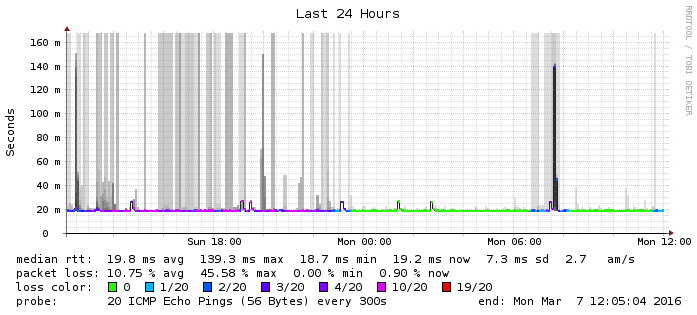 Last 24 Hours
RRDTOOL / TOBI OETIKER
Seconds
160 m
140 m
120 m
100 m
80 m
60 m
40 m
20 m
0
Sun 18:00 Mon 00:00 Mon 06:00 Mon 12:00
median rtt: 19.8 ms avg 139.3 ms max 18.7 ms min 19.2 ms now 7.3 ms sd 2.7 am/s
packet loss: 10.75 % avg 45.58 % max 0.00 % min 0.90 % now
loss color: 0 1/20 2/20 3/20 4/20 10/20 19/20
probe: 20 ICMP Echo Pings (56 Bytes) every 300s end: Mon Mar 7 12:05:04 2016